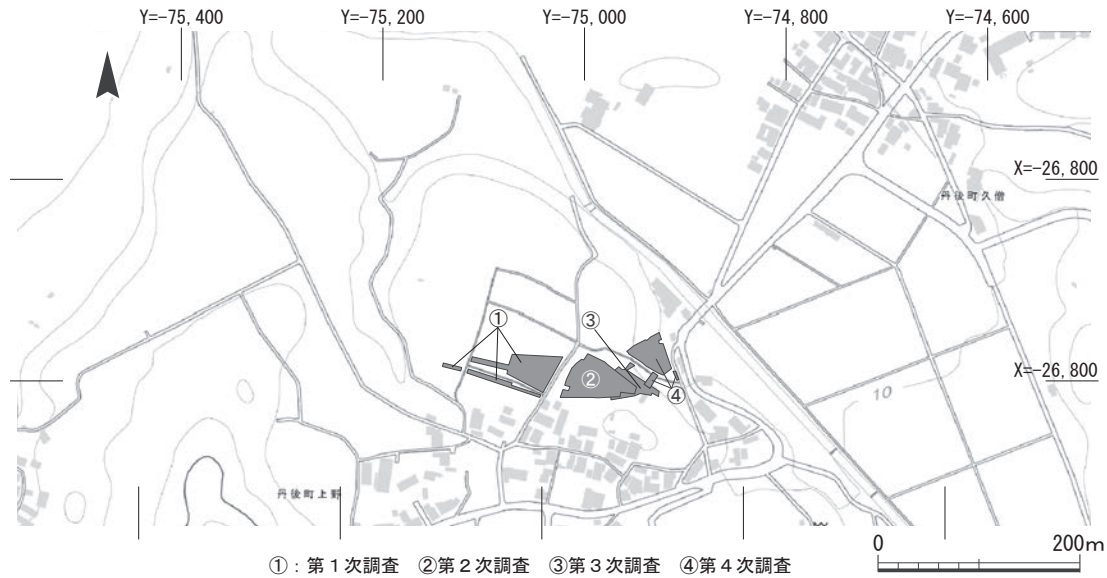 Y=-75,400 Y=-75,200 Y=-75,000 Y=-74,800 Y=-74,600
X=-26,800
丹後町久僧
①
③
②
④
X=-26,800
10
丹後町上野
①：第１次調査 ②第２次調査 ③第３次調査 ④第４次調査
0 200m